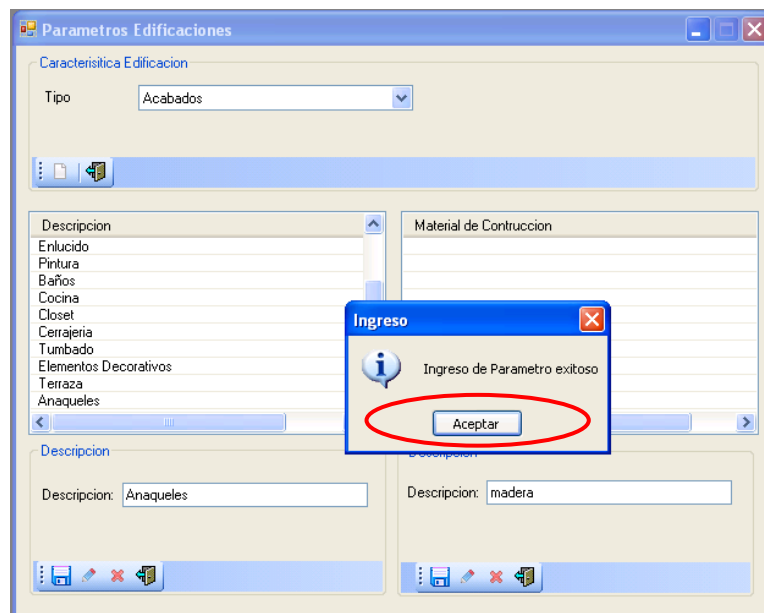 Parametros Edificaciones
Caracterisitica Edificacion
Tipo Acabados
Descripcion
Enlucido
Pintura
Baños
Cocina
Closet
Cerrajeria
Tumbado
Elementos Decorativos
Terraza
Anaqueles
Material de Contruccion
Ingreso
Ingreso de Parametro exitoso
Aceptar
Descripcion
Descripcion: Anaqueles
Descripcion
Descripcion: madera